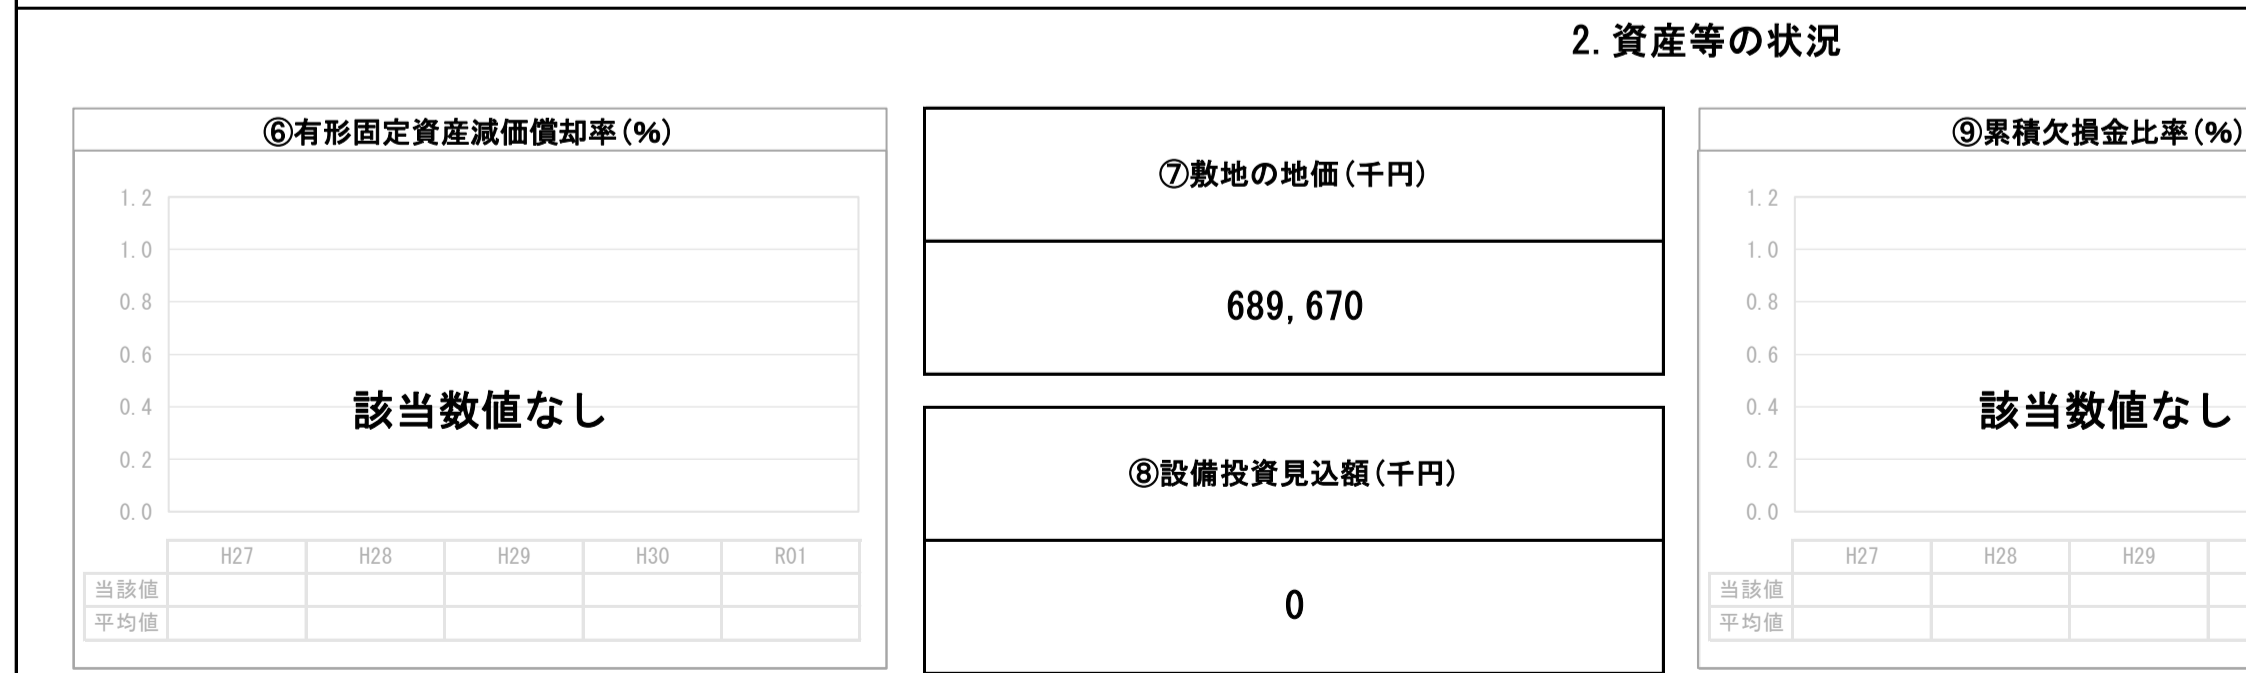 2.資産等の状況
⑥有形固定資産減価償却率(%)
1.2
1.0
0.8
0.6
0.4
0.2
0.0
該当数値なし
H27 H28 H29 H30 R01
当該値
平均値
⑦敷地の地価(千円)
689,670
⑧設備投資見込額(千円)
0
⑨累積欠損金比率(%)
1.2
1.0
0.8
0.6
0.4
0.2
0.0
該当数値なし
H27 H28 H29
当該値
平均値